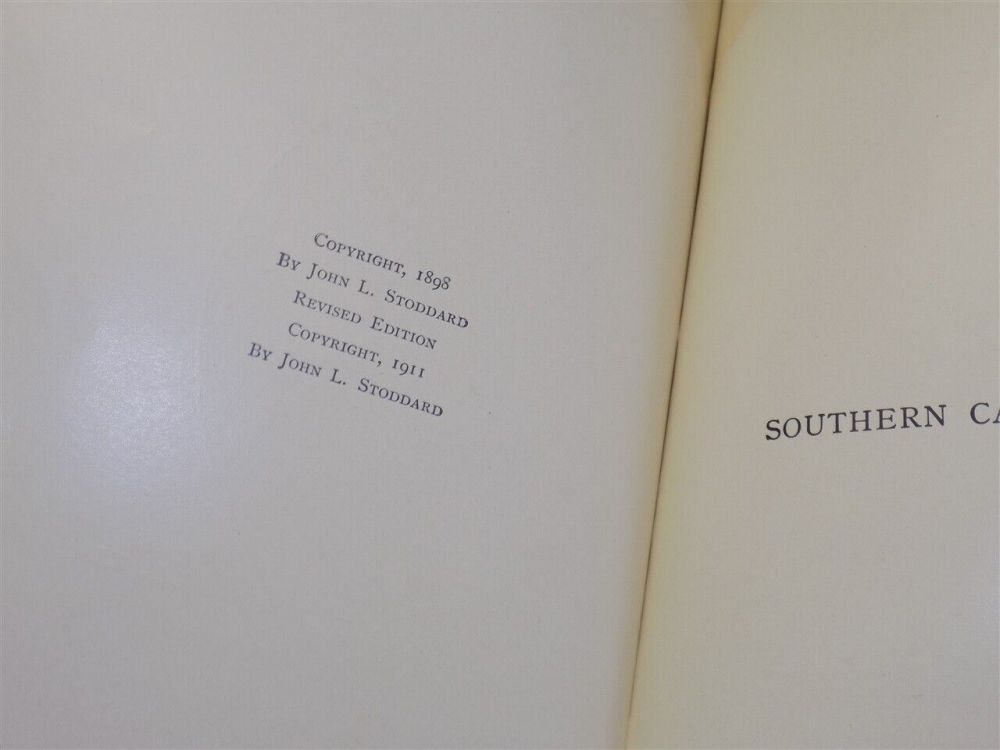 Copyright, 1898
By John L. Stoddard
Revised Edition
Copyright, 1911
By John L. Stoddard
SOUTHERN CA